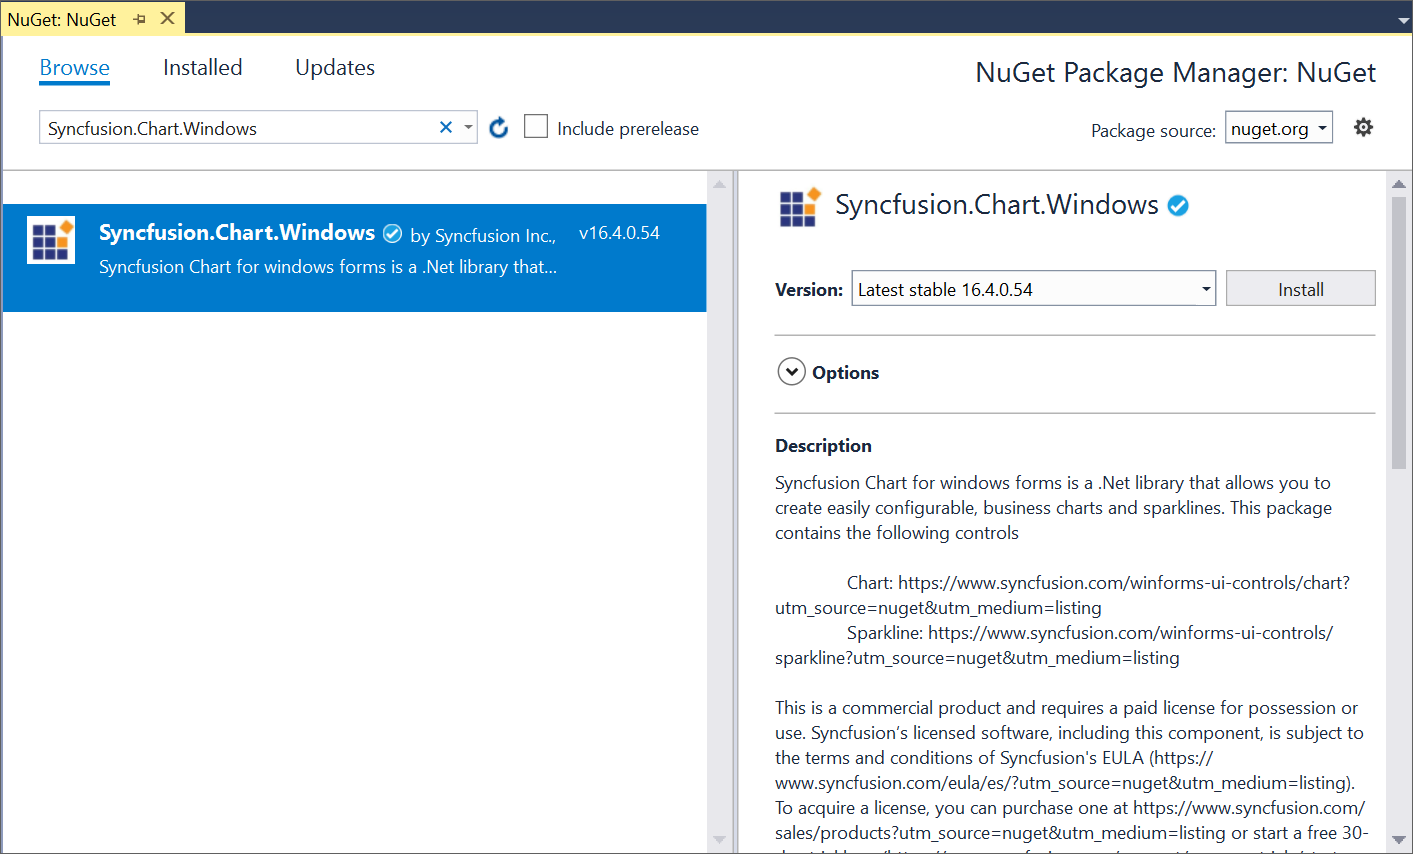 NuGet: NuGet
Browse
Installed
Updates
NuGet Package Manager: NuGet
Syncfusion.Chart.Windows
Include prerelease
Package source:
nuget.org
Syncfusion.Chart.Windows by Syncfusion Inc., v16.4.0.54
Syncfusion Chart for windows forms is a .Net library that...
Syncfusion.Chart.Windows
Version:
Latest stable 16.4.0.54
Install
Options
Description
Syncfusion Chart for windows forms is a .Net library that allows you to
create easily configurable, business charts and sparklines. This package
contains the following controls
Chart: https://www.syncfusion.com/winforms-ui-controls/chart?
utm_source=nuget&utm_medium=listing
Sparkline: https://www.syncfusion.com/winforms-ui-controls/
sparkline?utm_source=nuget&utm_medium=listing
This is a commercial product and requires a paid license for possession or
use. Syncfusion’s licensed software, including this component, is subject to
the terms and conditions of Syncfusion's EULA (https://
www.syncfusion.com/eula/es/?utm_source=nuget&utm_medium=listing).
To acquire a license, you can purchase one at https://www.syncfusion.com/
sales/products?utm_source=nuget&utm_medium=listing or start a free 30-